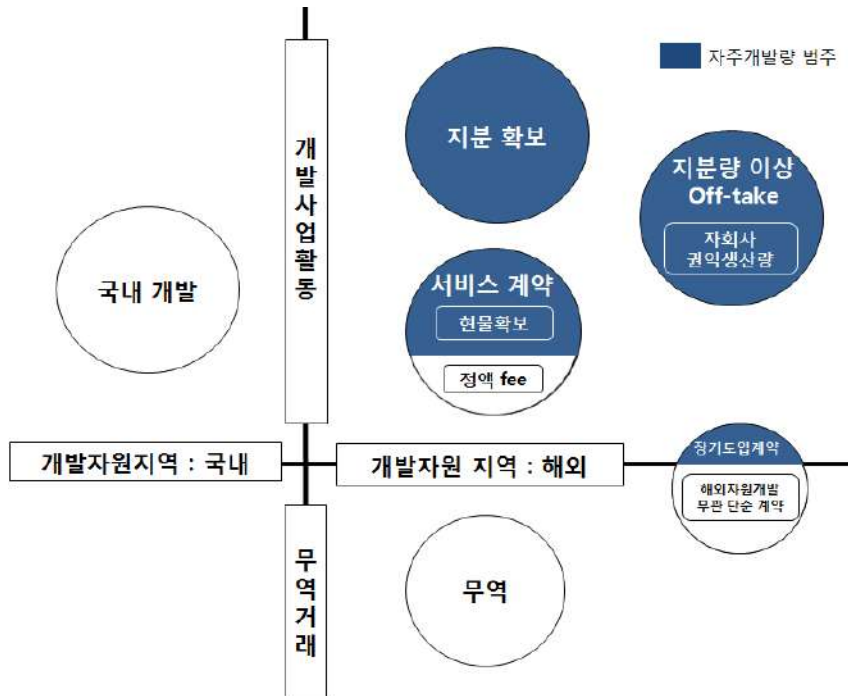 자주개발량 범주
개발사업활동
지분 확보
지분량 이상
Off-take
자회사
권익생산량
국내 개발
서비스 계약
현물확보
정액 fee
개발자원지역 : 국내
개발자원 지역 : 해외
장기도입계약
해외자원개발
무관 단순 계약
무역거래
무역